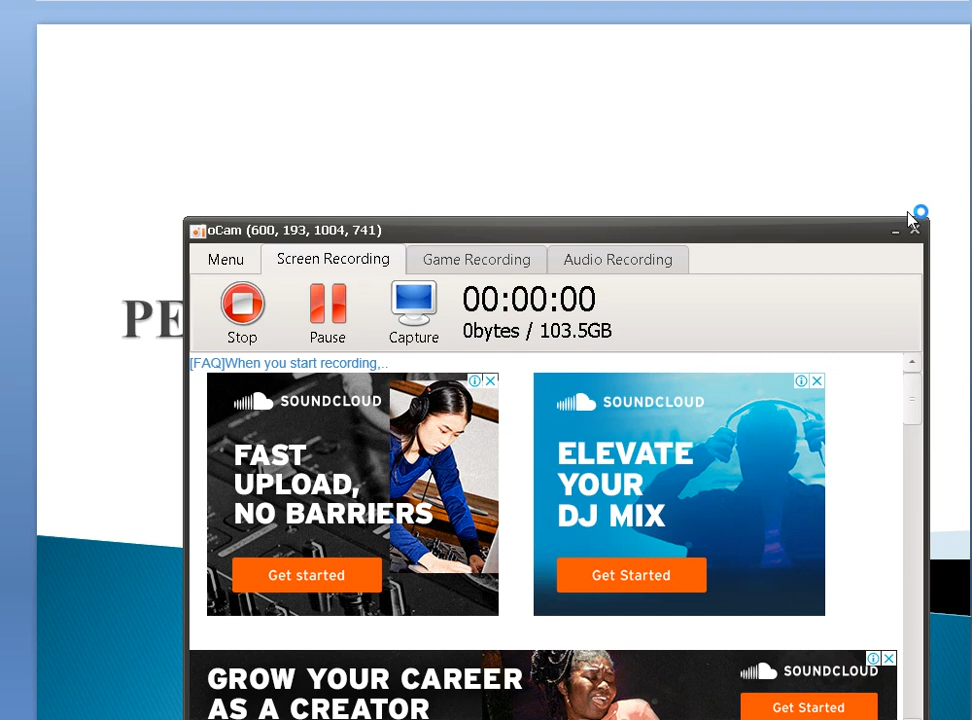 oCam (600, 193, 1004, 741)
Menu
Screen Recording
Game Recording
Audio Recording
00:00:00
0bytes / 103.5GB
Stop
Pause
Capture
PE
[FAQ]When you start recording,..
SOUNDCLOUD
FAST
UPLOAD,
NO BARRIERS
Get started
SOUNDCLOUD
ELEVATE
YOUR
DJ MIX
Get Started
GROW YOUR CAREER
AS A CREATOR
SOUNDCLOUD
Get Started